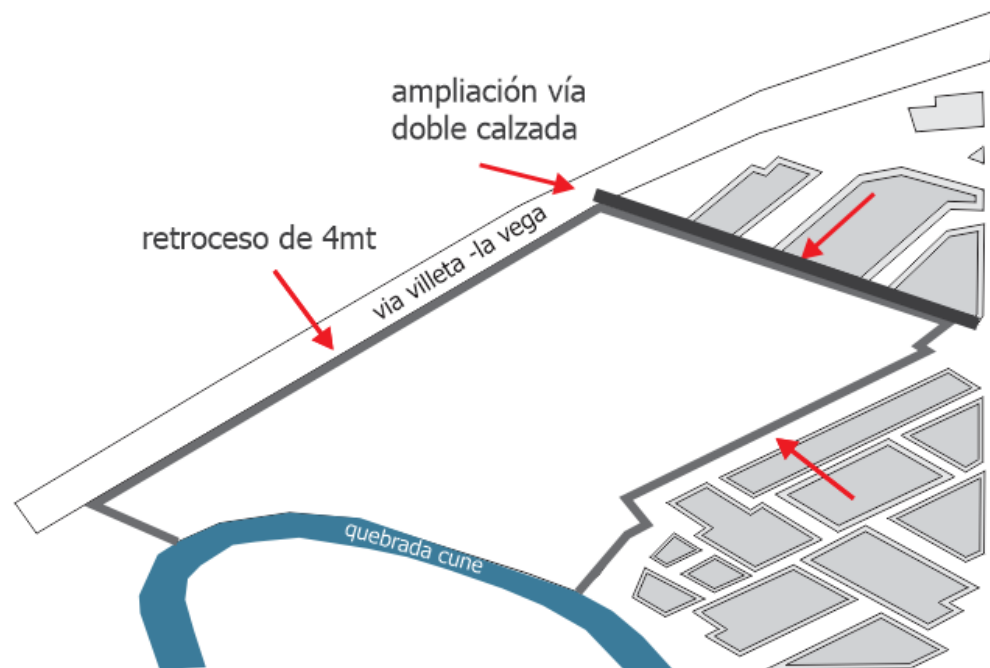 ampliación vía
doble calzada
retroceso de 4mt
via villeta -la vega
quebrada cune